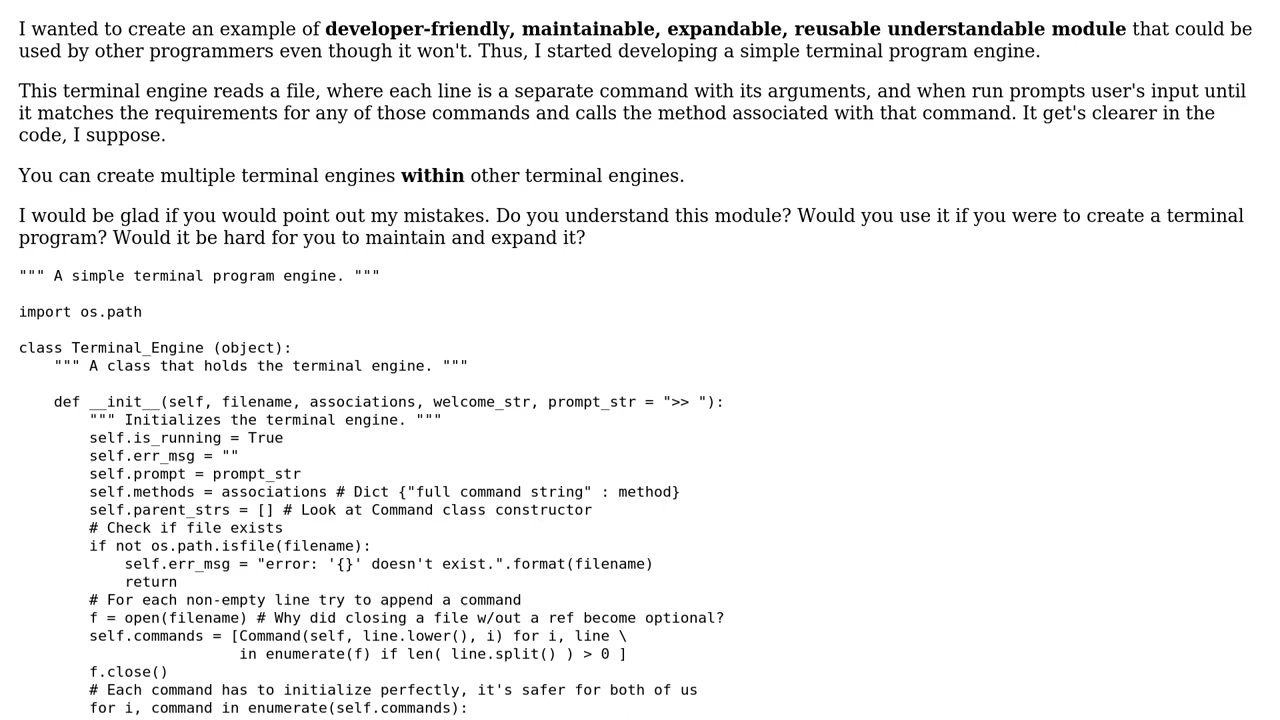 I wanted to create an example of developer-friendly, maintainable, expandable, reusable understandable module that could be
used by other programmers even though it won't. Thus, I started developing a simple terminal program engine.
This terminal engine reads a file, where each line is a separate command with its arguments, and when run prompts user's input until
it matches the requirements for any of those commands and calls the method associated with that command. It get's clearer in the
code, I suppose.
You can create multiple terminal engines within other terminal engines.
I would be glad if you would point out my mistakes. Do you understand this module? Would you use it if you were to create a terminal
program? Would it be hard for you to maintain and expand it?
""" A simple terminal program engine. """
import os.path
class Terminal_Engine (object):
    """ A class that holds the terminal engine. """
    def __init__(self, filename, associations, welcome_str, prompt_str = ">> "):
        """ Initializes the terminal engine. """
        self.is_running = True
        self.err_msg = ""
        self.prompt = prompt_str
        self.methods = associations # Dict {"full command string" : method}
        self.parent_strs = [] # Look at Command class constructor
        # Check if file exists
        if not os.path.isfile(filename):
            self.err_msg = "error: '{}' doesn't exist.".format(filename)
            return
        # For each non-empty line try to append a command
        f = open(filename) # Why did closing a file w/out a ref become optional?
        self.commands = [Command(self, line.lower(), i) for i, line \
                         in enumerate(f) if len( line.split() ) > 0 ]
        f.close()
        # Each command has to initialize perfectly, it's safer for both of us
        for i, command in enumerate(self.commands):